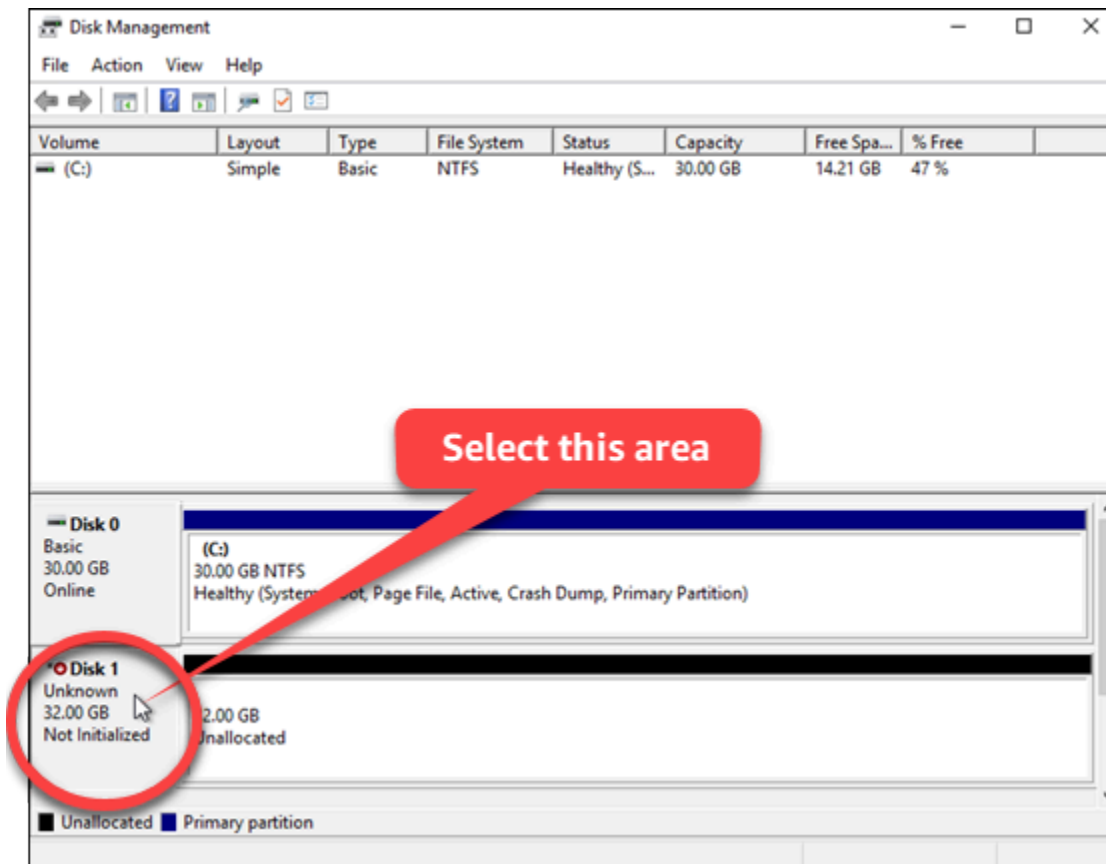 Disk Management
File Action View Help
Volume Layout Type File System Status Capacity Free Spa... % Free
(C:) Simple Basic NTFS Healthy (S... 30.00 GB 14.21 GB 47 %
Select this area
Disk 0
Basic
30.00 GB
Online
(C:)
30.00 GB NTFS
Healthy (System, Page File, Active, Crash Dump, Primary Partition)
Disk 1
Unknown
32.00 GB
Not Initialized
2.00 GB
Unallocated
Unallocated Primary partition